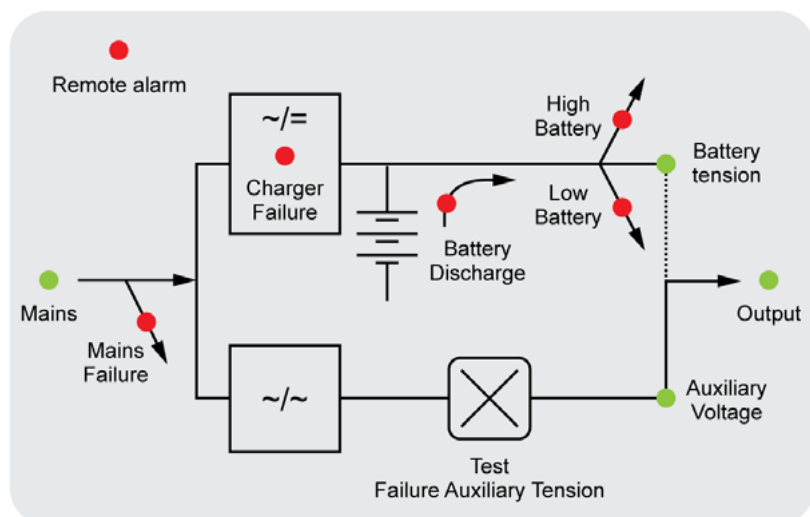 Remote alarm
~/=
Charger
Failure
High
Battery
Battery
tension
Low
Battery
Battery
Discharge
Mains
Mains
Failure
Output
~/~
Auxiliary
Voltage
Test
Failure Auxiliary Tension